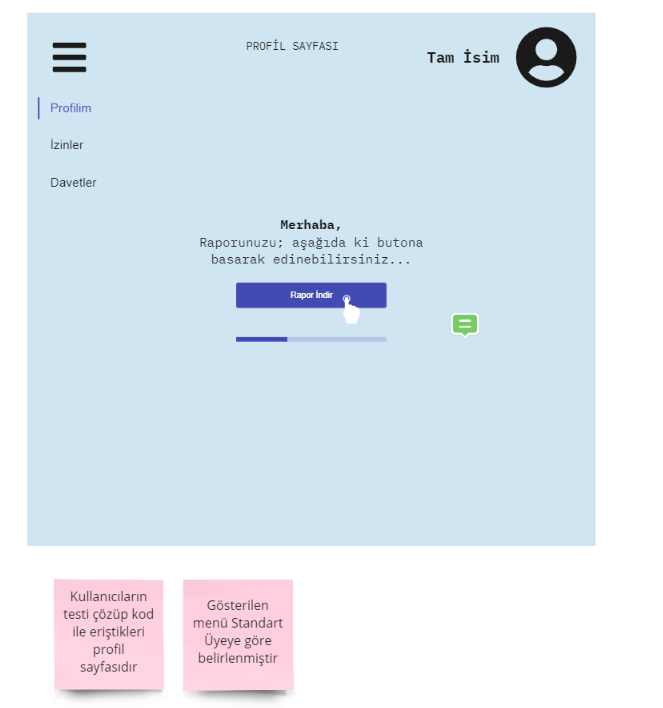 PROFİL SAYFASI
Tam İsim
Profilim
İzinler
Davetler
Merhaba,
Raporunuzu; aşağıda ki butona
basarak edinebilirsiniz...
Rapor İndir
Kullanıcıların
testi çözüp kod
ile eriştikleri
profil
sayfasıdır
Gösterilen
menü Standart
Üyeye göre
belirlenmiştir